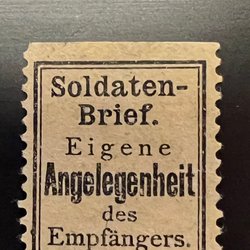 Soldaten-
Brief.
Eigene
Angelegenheit
des
Empfängers.